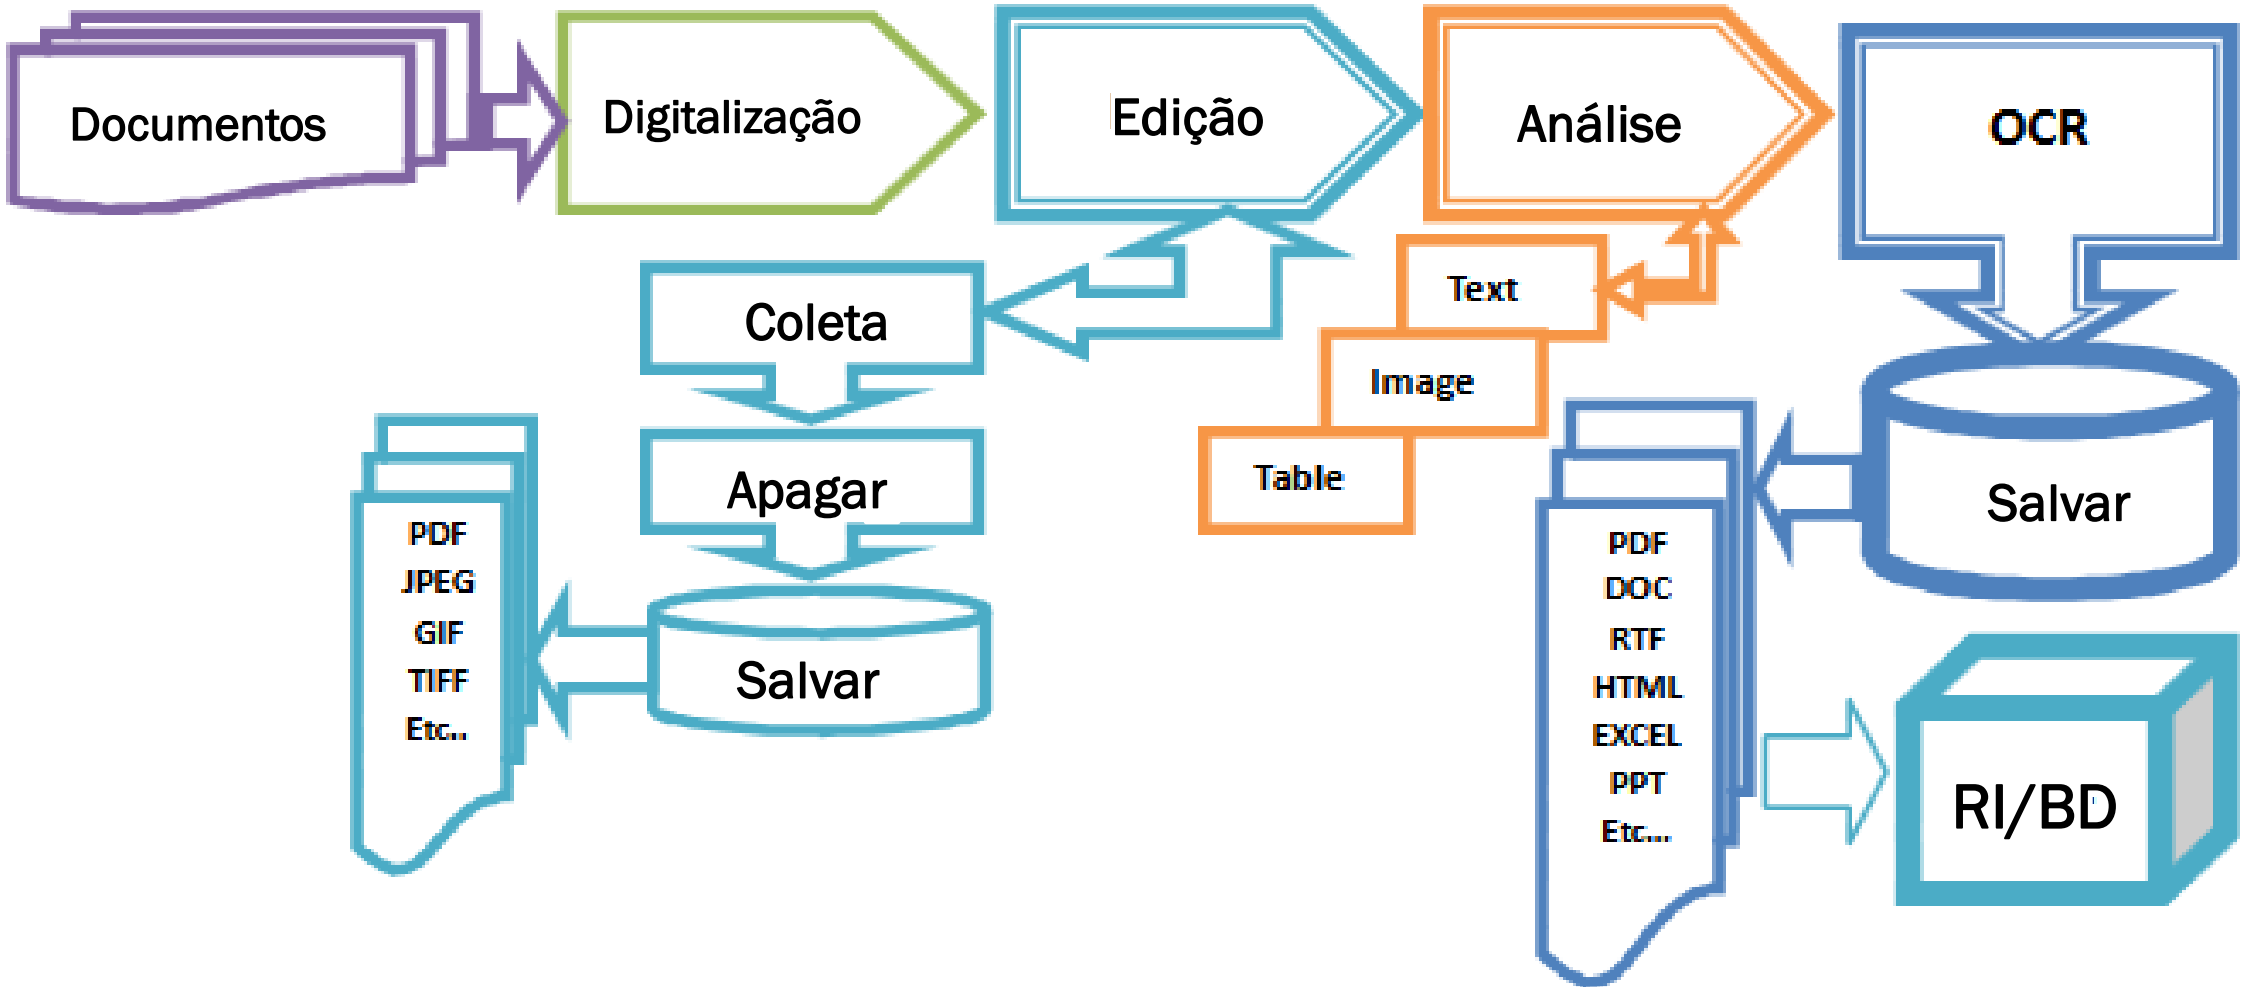 Documentos
Digitalização
Edição
Análise
OCR
Coleta
Apagar
Salvar
PDF
JPEG
GIF
TIFF
Etc..
Text
Image
Table
Salvar
PDF
DOC
RTF
HTML
EXCEL
PPT
Etc...
RI/BD